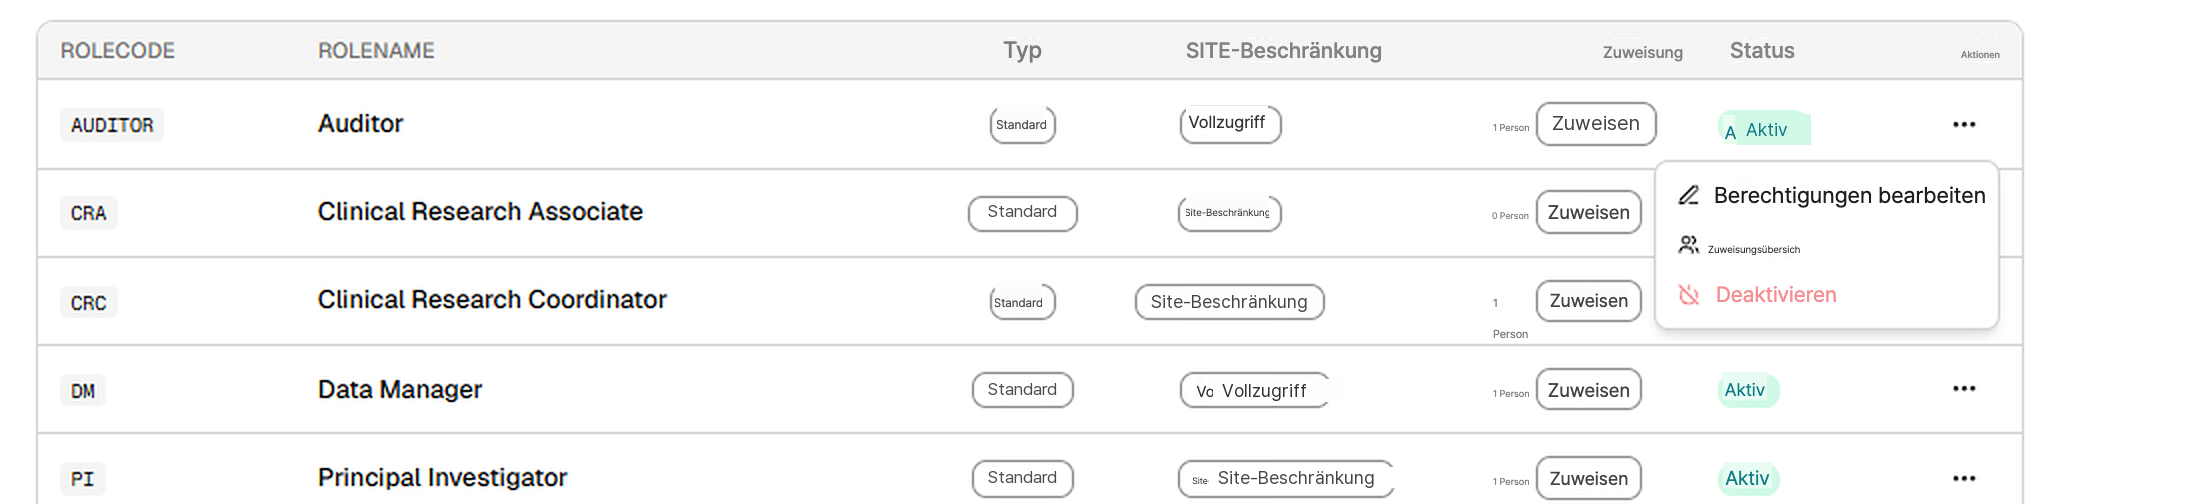 ROLECODE ROLENAME Typ SITE-Beschränkung Zuweisung Status Aktionen
AUDITOR Auditor Standard Vollzugriff 1 Person Zuweisen A Aktiv
CRA Clinical Research Associate Standard Site-Beschränkung 0 Person Zuweisen
Berechtigungen bearbeiten
Zuweisungsübersich
Deaktivieren
CRC Clinical Research Coordinator Standard Site-Beschränkung 1 Person Zuweisen
DM Data Manager Standard Vo Vollzugriff 1 Person Zuweisen Aktiv
PI Principal Investigator Standard Site- Site-Beschränkung 1 Person Zuweisen Aktiv